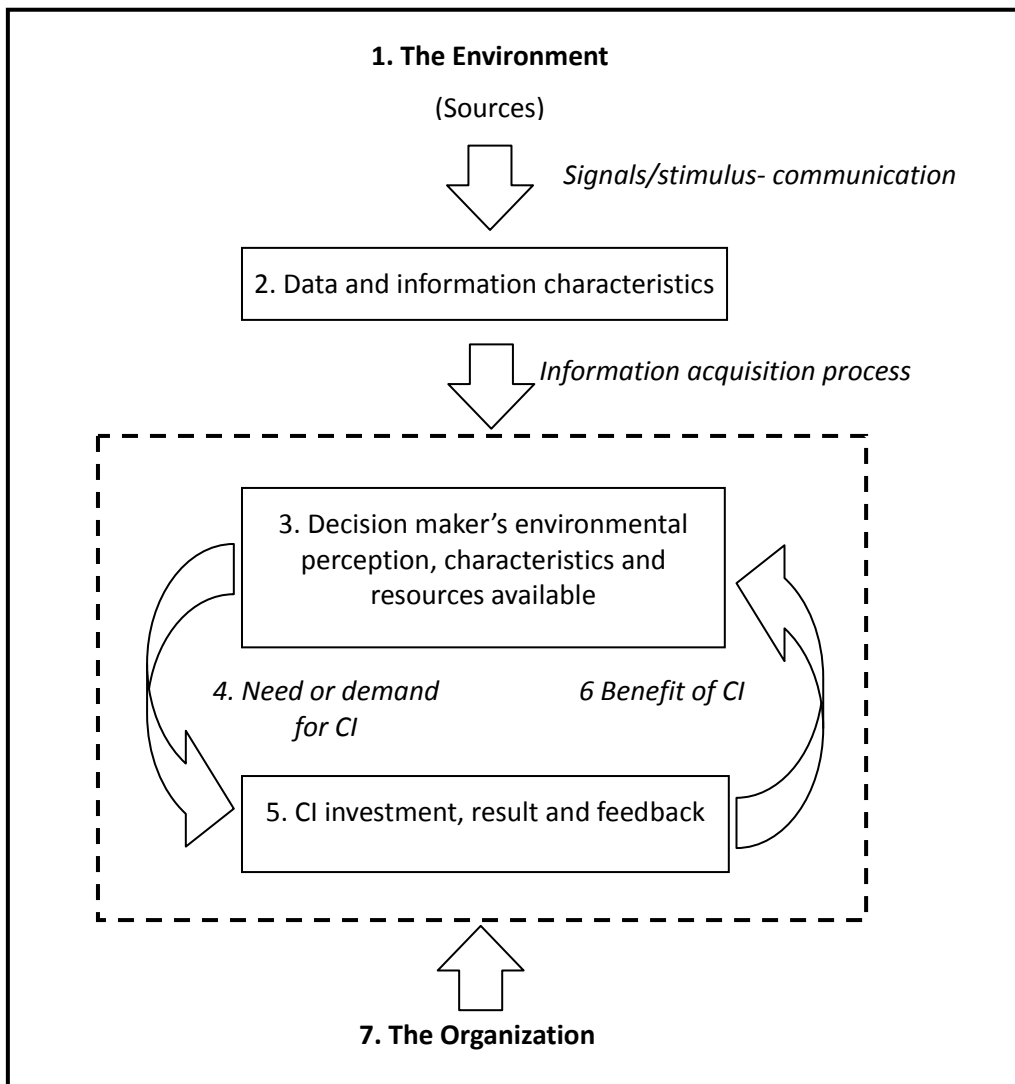 1. The Environment
(Sources)
Signals/stimulus- communication
2. Data and information characteristics
Information acquisition process
3. Decision maker’s environmental
perception, characteristics and
resources available
4. Need or demand
for CI
6 Benefit of CI
5. CI investment, result and feedback
7. The Organization